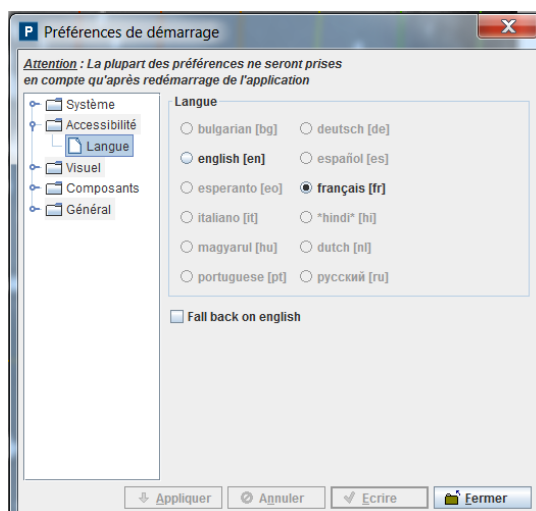 Préférences de démarrage
Attention : La plupart des préférences ne seront prises
en compte qu'après redémarrage de l'application
Système
Accessibilité
Langue
Visuel
Composants
Général
Langue
bulgarian [bg] deutsch [de]
english [en] español [es]
esperanto [eo] français [fr]
italiano [it] *hindi* [hi]
magyarul [hu] dutch [nl]
portuguese [pt] русский [ru]
Fall back on english
Appliquer Annuler Ecrire Fermer